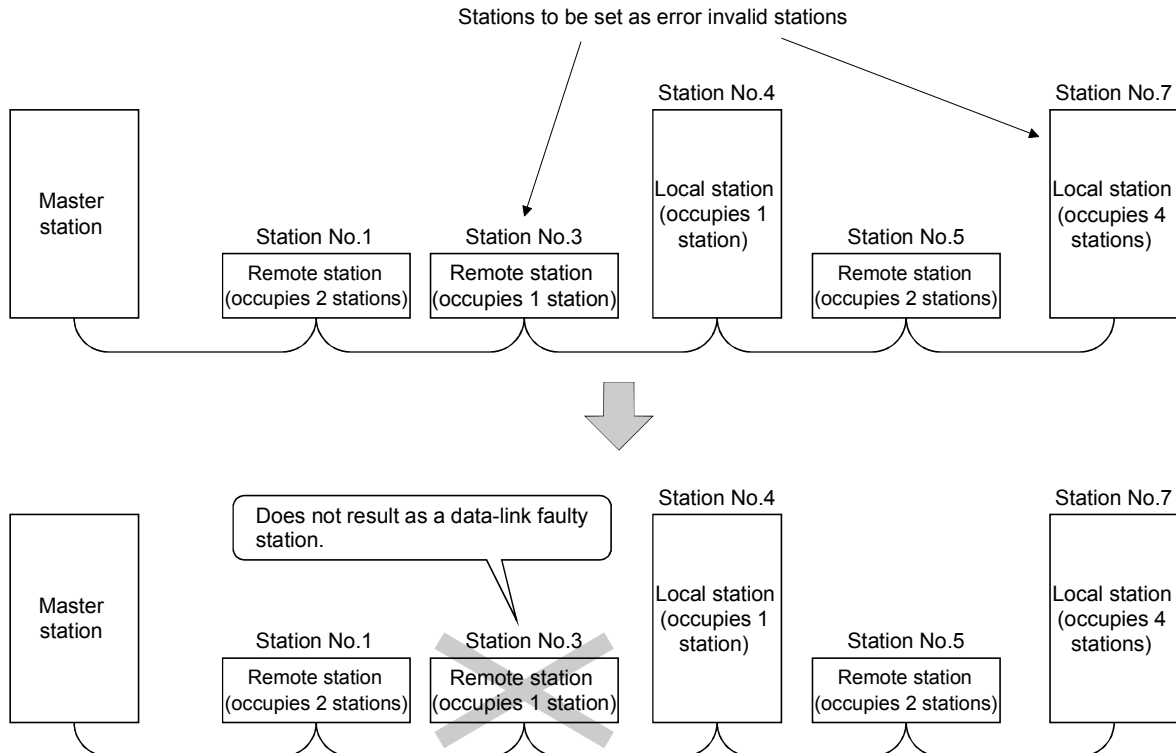 Stations to be set as error invalid stations
Station No.4
Station No.7
Master
station
Local station
(occupies 1
station)
Local station
(occupies 4
stations)
Station No.1
Station No.3
Station No.5
Remote station
(occupies 2 stations)
Remote station
(occupies 1 station)
Remote station
(occupies 2 stations)
Station No.4
Station No.7
Does not result as a data-link faulty
station.
Master
station
Local station
(occupies 1
station)
Local station
(occupies 4
stations)
Station No.1
Station No.3
Station No.5
Remote station
(occupies 2 stations)
Remote station
(occupies 1 station)
Remote station
(occupies 2 stations)